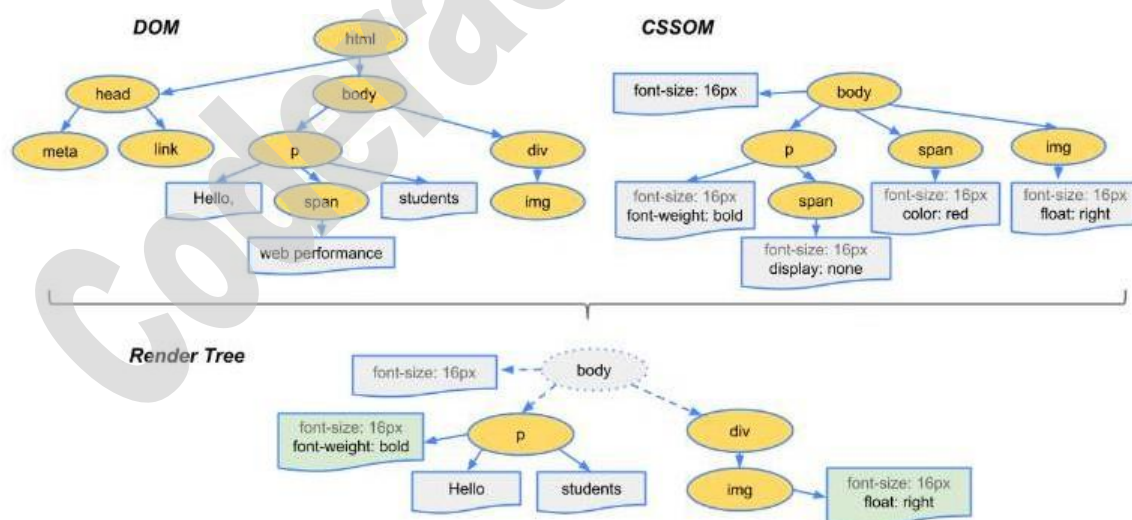 DOM
html
head
body
meta
link
p
div
Hello,
span
students
img
web performance
CSSOM
font-size: 16px
body
p
span
img
font-size: 16px
font-weight: bold
span
font-size: 16px
color: red
font-size: 16px
float: right
font-size: 16px
display: none
Render Tree
font-size: 16px
body
font-size: 16px
font-weight: bold
p
div
Hello
students
img
font-size: 16px
float: right